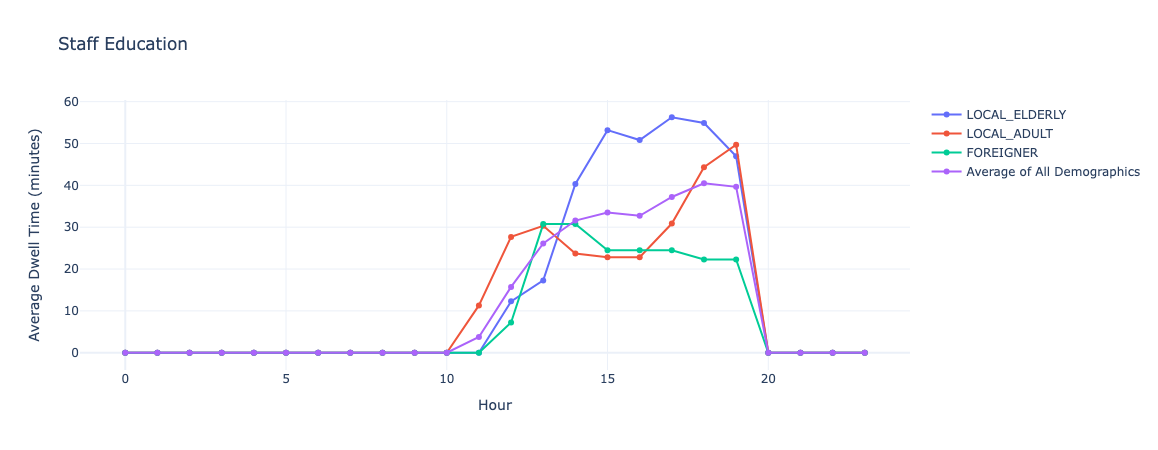 Staff Education
Average Dwell Time (minutes)
60
50
40
30
20
10
0
0 5 10 15 20
Hour
LOCAL_ELDERLY
LOCAL_ADULT
FOREIGNER
Average of All Demographics